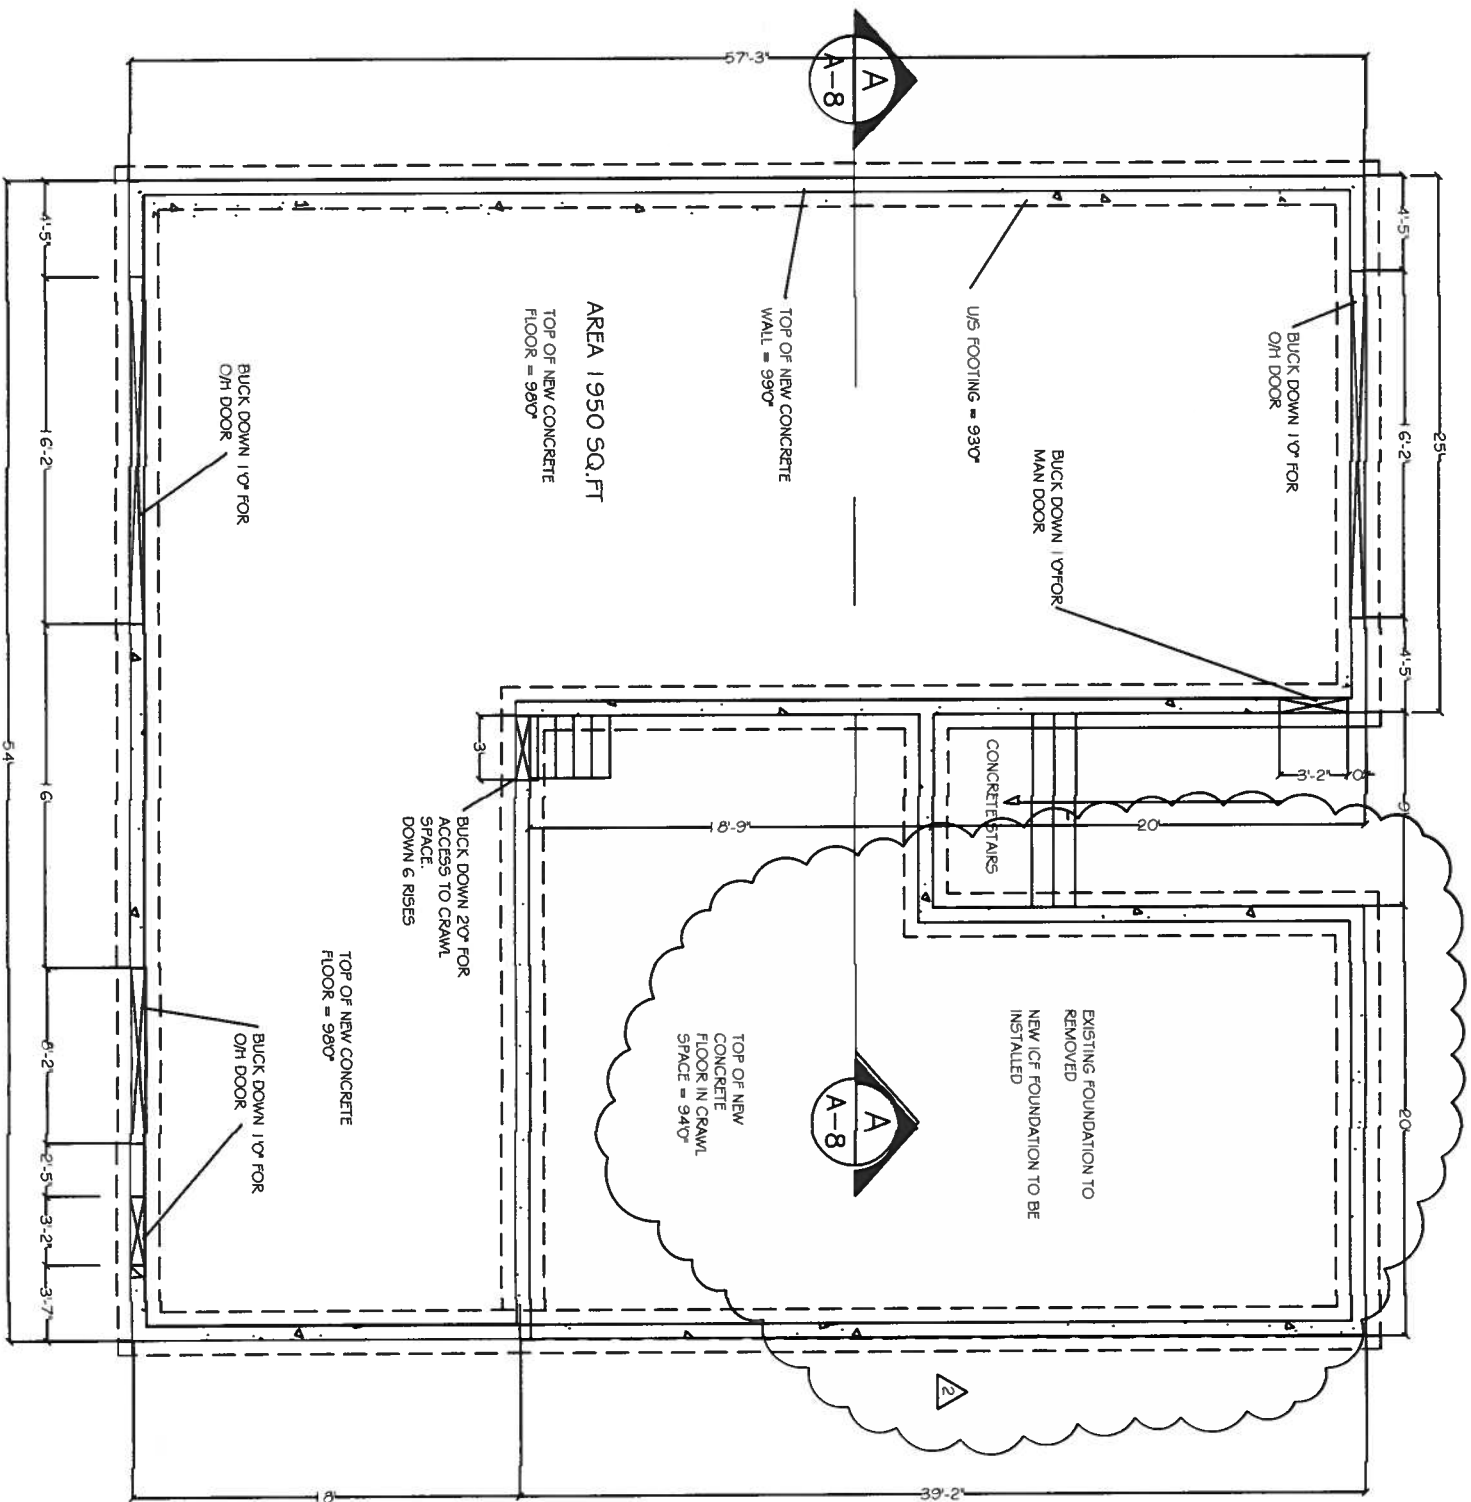 57'-3"
A
A-8
4'-5"
16'-2"
4'-5"
25'
9'
20'
BUCK DOWN 1'0" FOR
O/H DOOR
U/S FOOTING = 93'0"
TOP OF NEW CONCRETE
WALL = 99'0"
AREA 1950 SQ.FT
TOP OF NEW CONCRETE
FLOOR = 98'0"
BUCK DOWN 1'0" FOR
MAN DOOR
BUCK DOWN 1'0" FOR
O/H DOOR
3'-2"
CONCRETE STAIRS
20'
18'-9"
3'
BUCK DOWN 2'0" FOR
ACCESS TO CRAWL
SPACE.
DOWN 6 RISES
EXISTING FOUNDATION TO
REMOVED
NEW ICF FOUNDATION TO BE
INSTALLED
TOP OF NEW
CONCRETE
FLOOR IN CRAWL
SPACE = 94'0"
A
A-8
TOP OF NEW CONCRETE
FLOOR = 98'0"
BUCK DOWN 1'0" FOR
O/H DOOR
2
4'-5"
16'-2"
16'
8'-2"
2'-5"
3'-2"
3'-7"
54'
18'
39'-2"